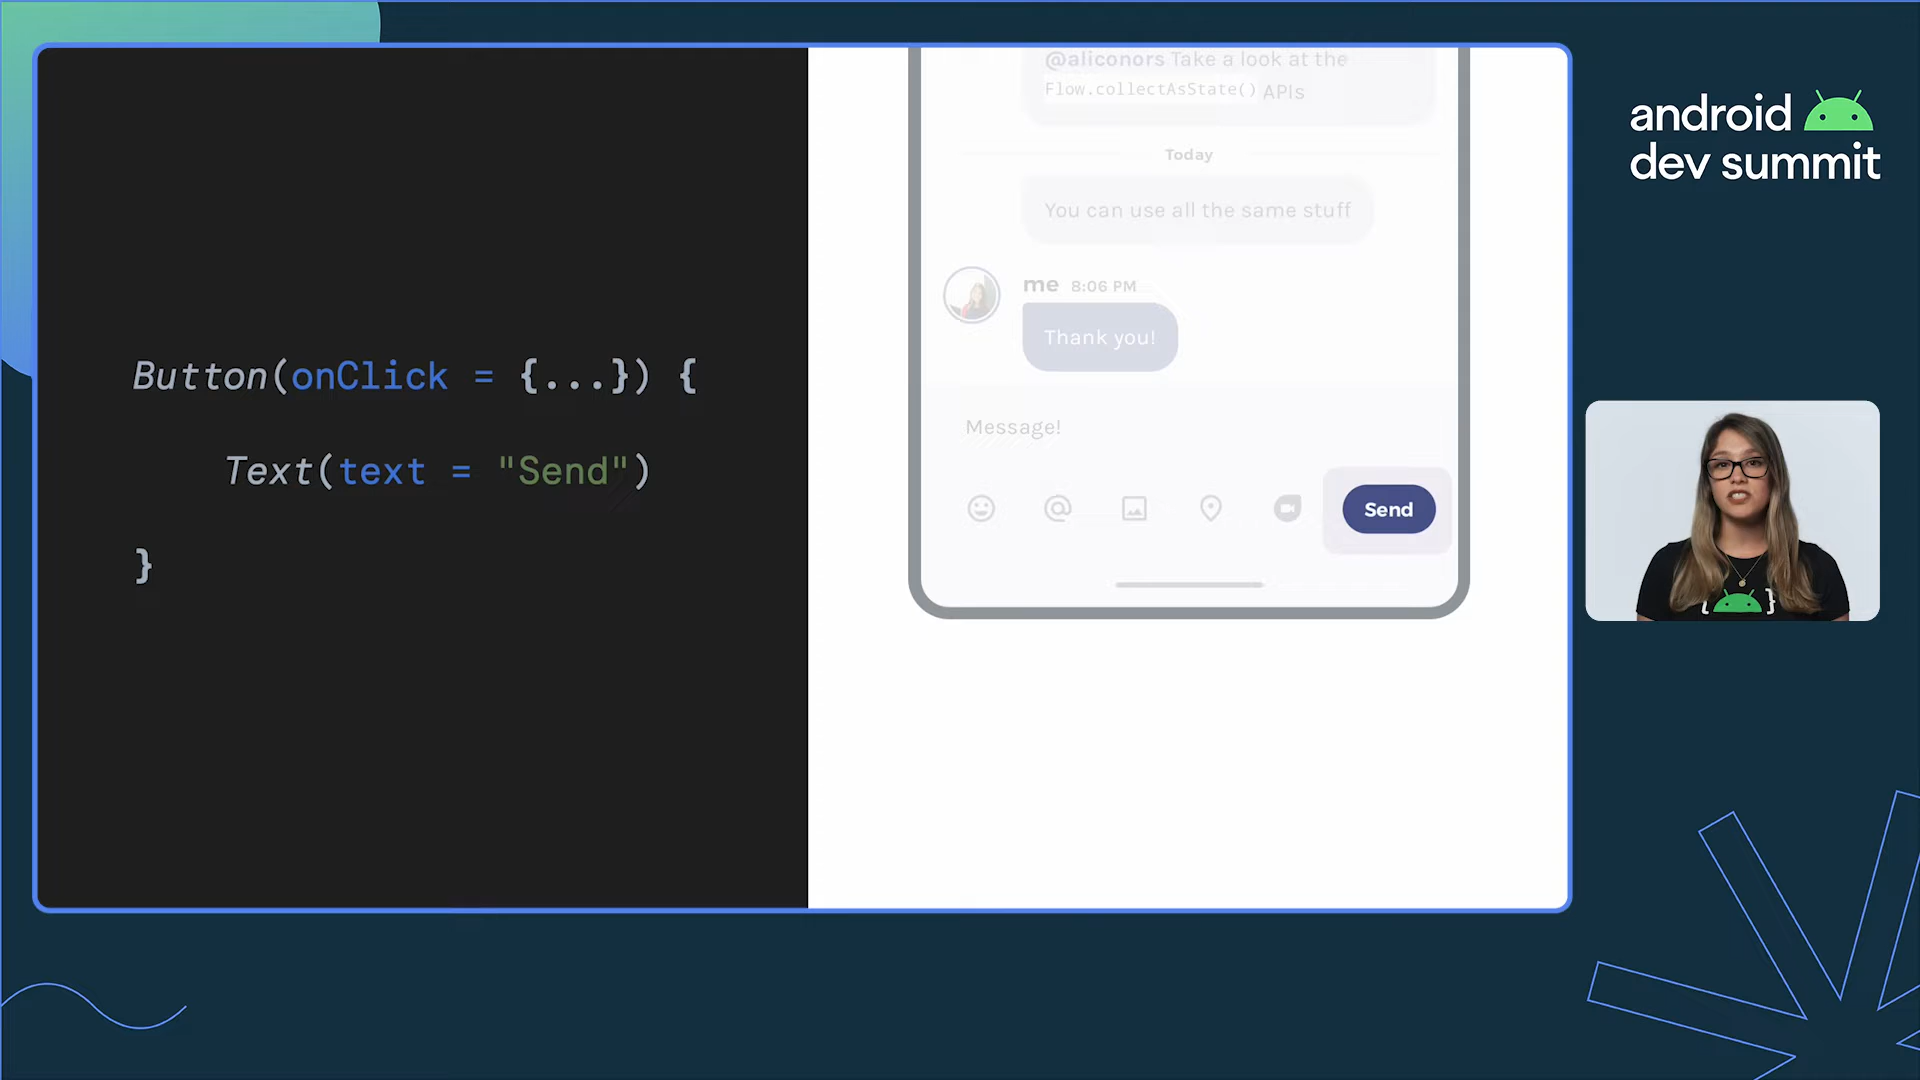 Button(onClick = {...}) {
Text(text = "Send")
}
@aliconors Take a look at the
Flow.collectAsState() APIs
Today
You can use all the same stuff
me 8:06 PM
Thank you!
Message!
Send
android
dev summit
{ }